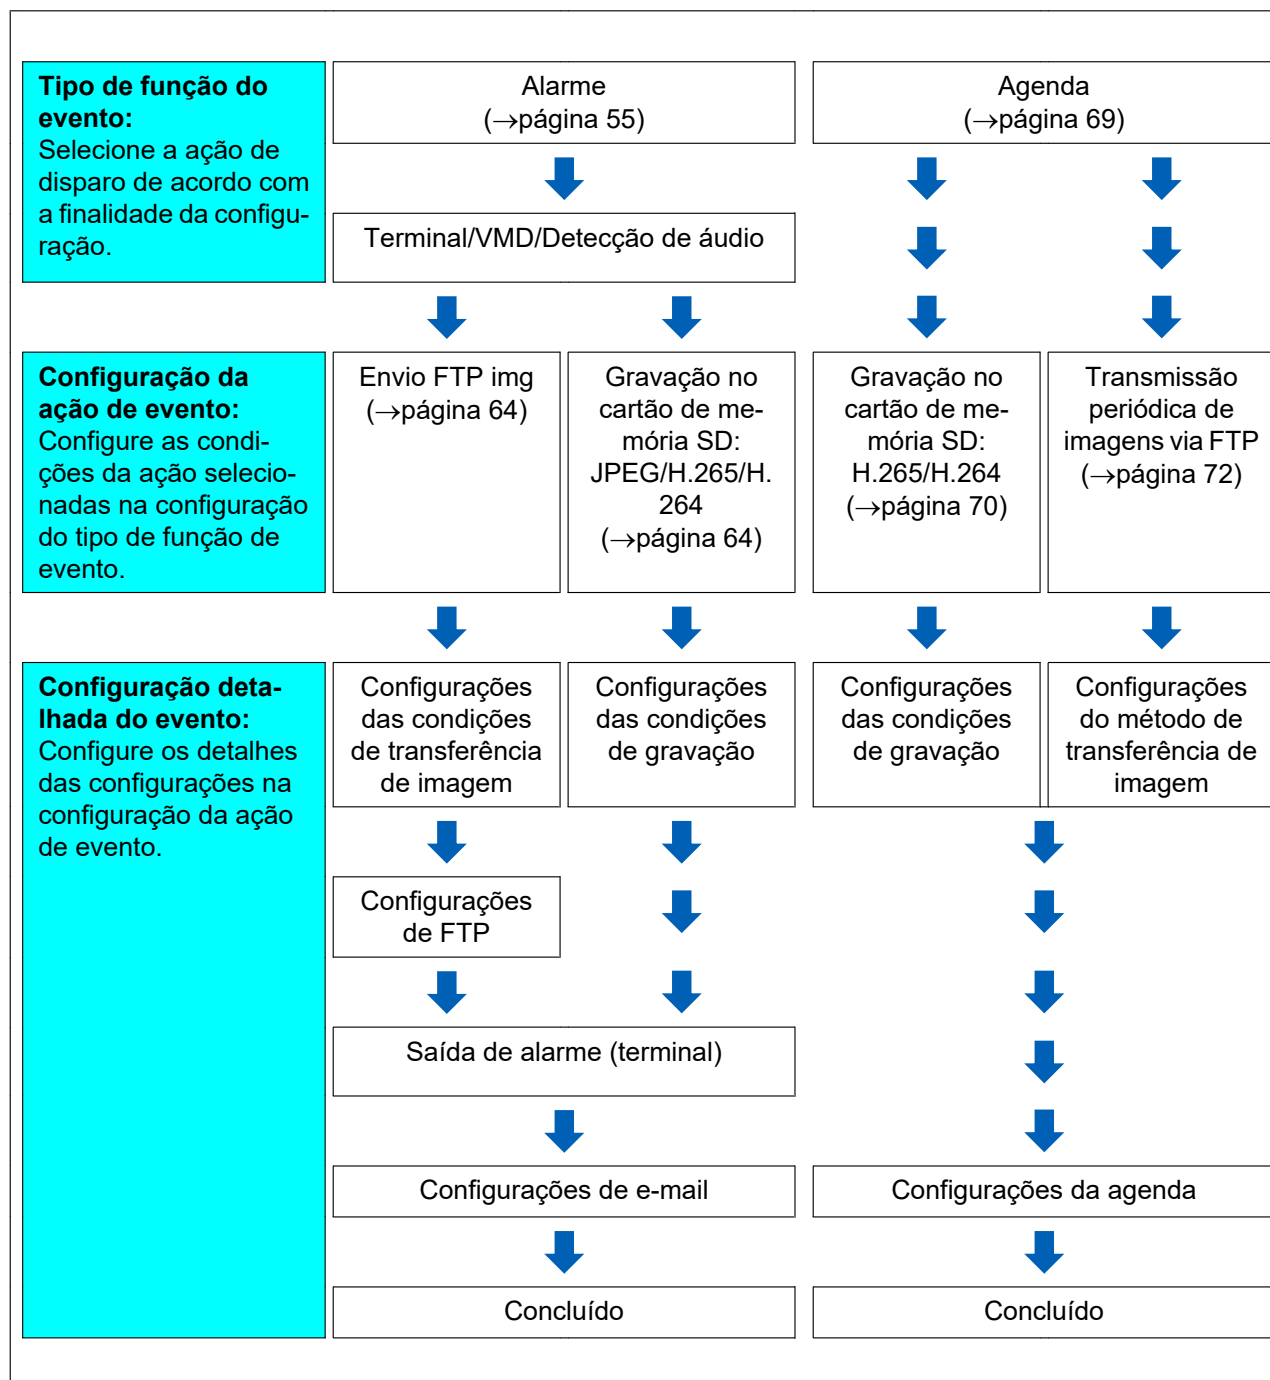 Tipo de função do
evento:
Selecione a ação de
disparo de acordo com
a finalidade da configu-
ração.
Alarme
(→página 55)
Agenda
(→página 69)
Terminal/VMD/Detecção de áudio
Configuração da
ação de evento:
Configure as condi-
ções da ação selecio-
nadas na configuração
do tipo de função de
evento.
Envio FTP img
(→página 64)
Gravação no
cartão de me-
mória SD:
JPEG/H.265/H.
264
(→página 64)
Gravação no
cartão de me-
mória SD:
H.265/H.264
(→página 70)
Transmissão
periódica de
imagens via FTP
(→página 72)
Configuração deta-
lhada do evento:
Configure os detalhes
das configurações na
configuração da ação
de evento.
Configurações
das condições
de transferência
de imagem
Configurações
das condições
de gravação
Configurações
das condições
de gravação
Configurações
do método de
transferência de
imagem
Configurações
de FTP
Saída de alarme (terminal)
Configurações de e-mail
Configurações da agenda
Concluído
Concluído